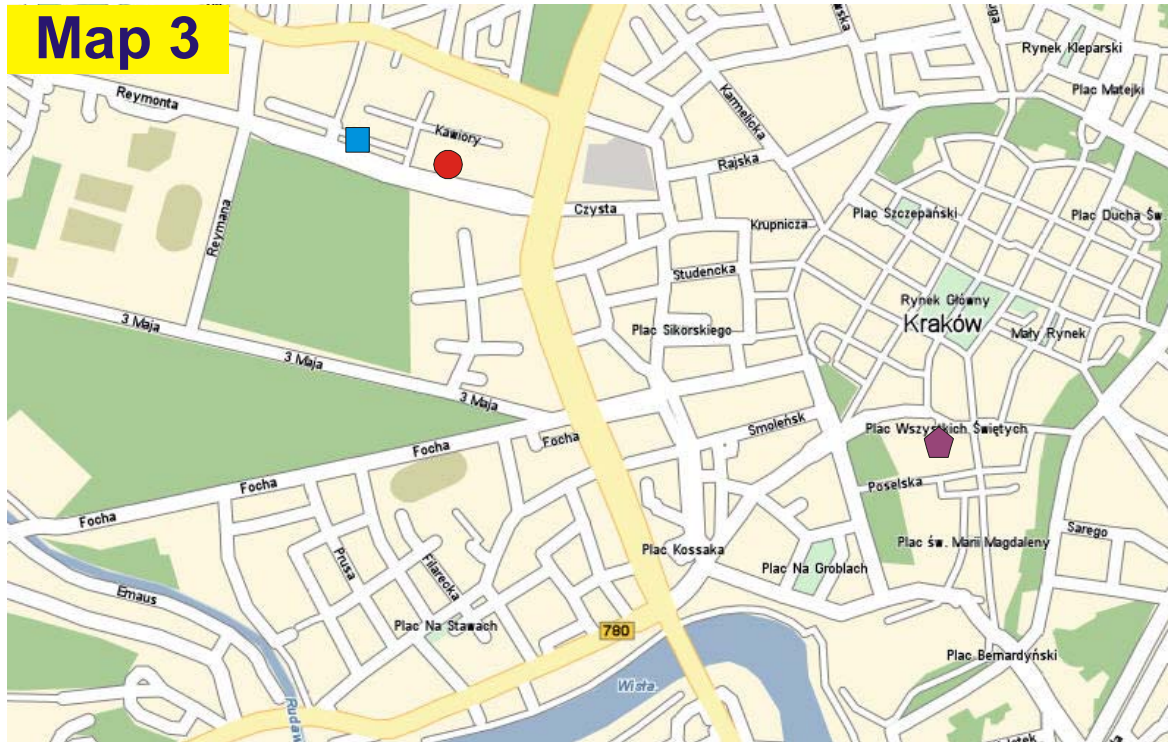 Map 3
Rynek Kleparski
Plac Matejki
Reymonta
Karmelicka
Kawiory
Rajska
Czysta
Plac Szczepański
Plac Ducha Św.
Krupnicza
Reymana
Studencka
Rynek Główny
3 Maja
Plac Sikorskiego
Kraków
Mały Rynek
3 Maja
3 Maja
Smoleńsk
Plac Wszystkich Świętych
Focha
Focha
Focha
Poselska
Focha
Sarego
Prusa
Filarecka
Plac Kossaka
Plac św. Marii Magdaleny
Plac Na Groblach
Emaus
Plac Na Stawach
780
Plac Bernardyński
Wisła
Rudaw